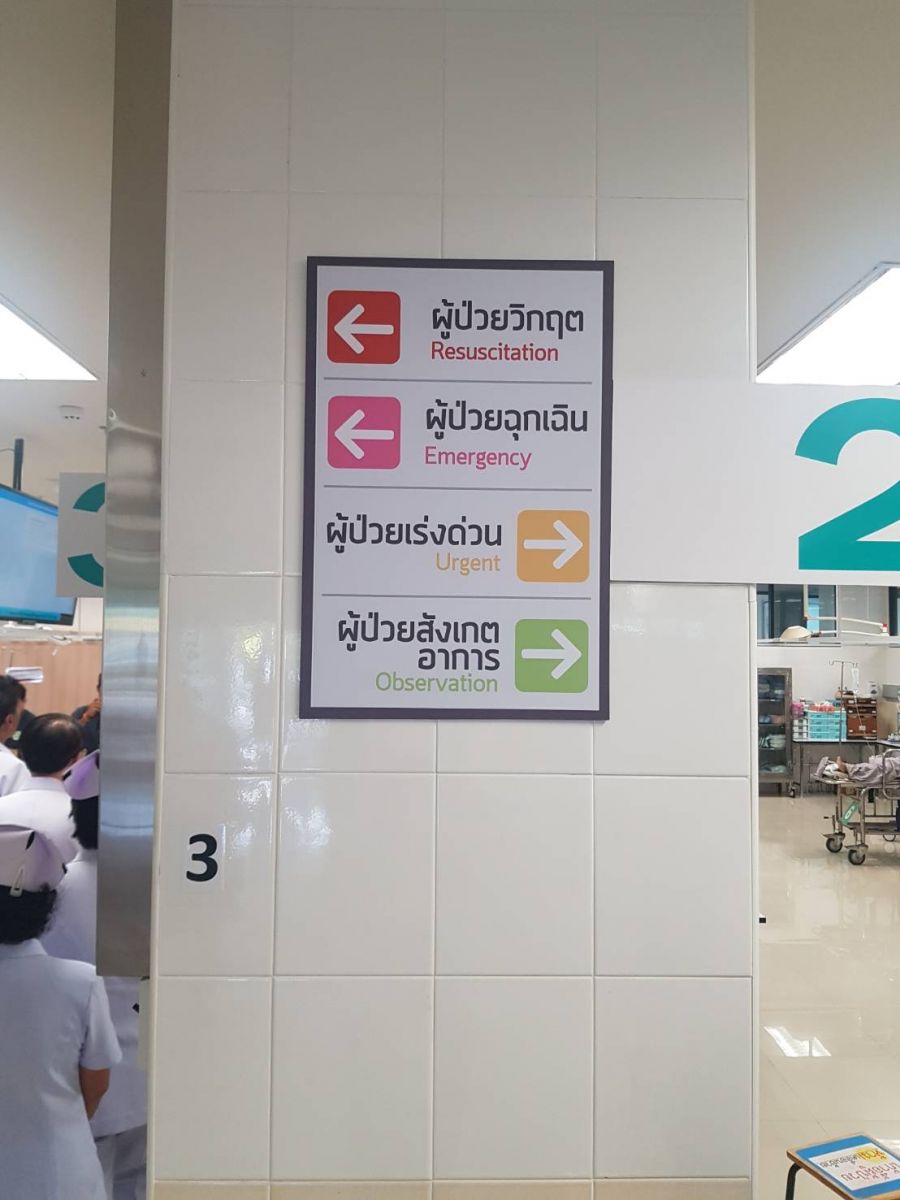 ผู้ป่วยวิกฤต
Resuscitation
ผู้ป่วยฉุกเฉิน
Emergency
ผู้ป่วยเร่งด่วน
Urgent
ผู้ป่วยสังเกต
อาการ
Observation
2
3
3